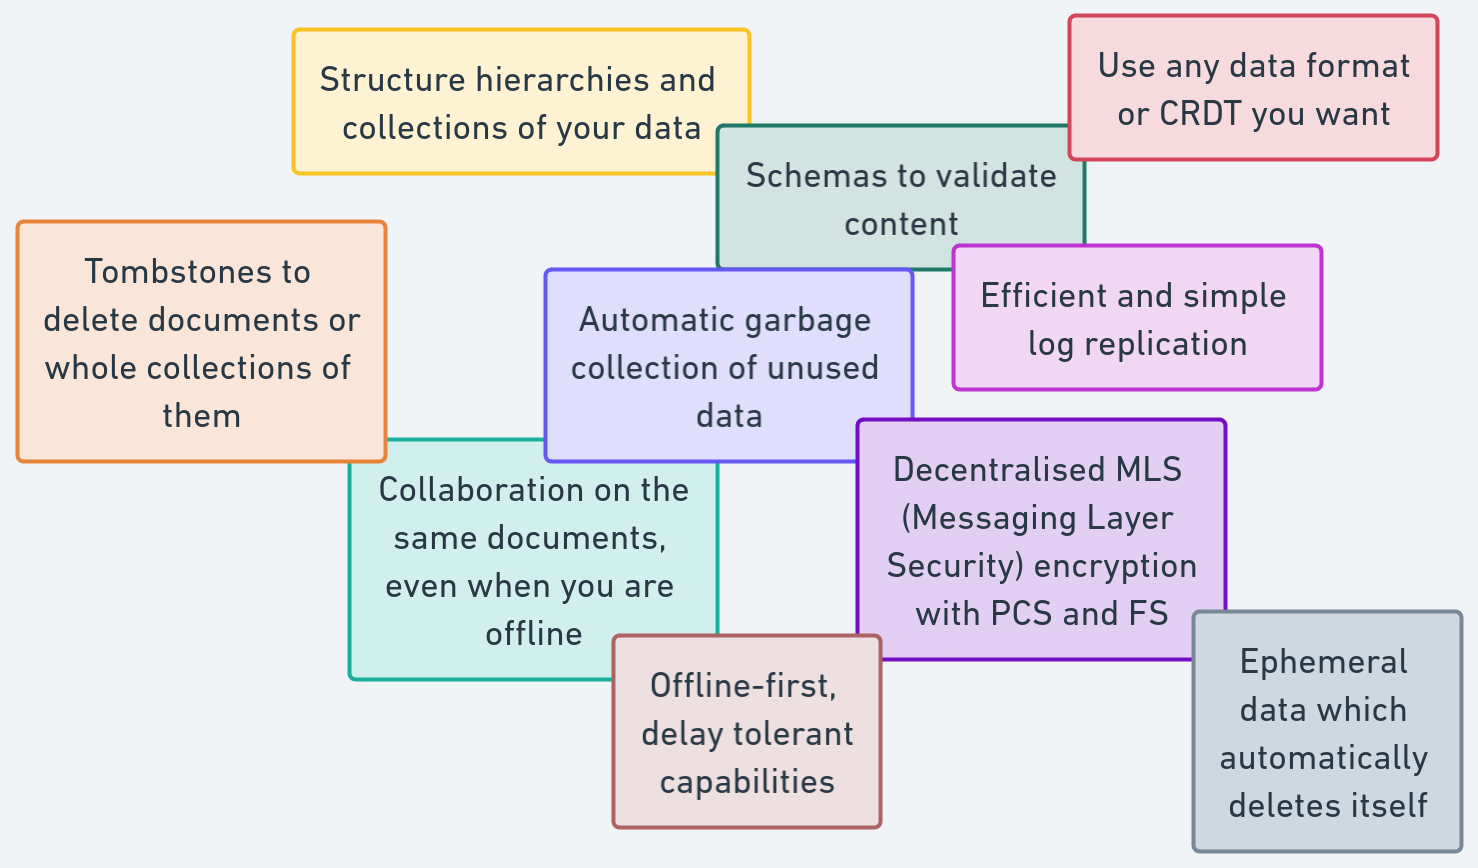 Structure hierarchies and
collections of your data
Use any data format
or CRDT you want
Schemas to validate
content
Tombstones to
delete documents or
whole collections of
them
Automatic garbage
collection of unused
data
Efficient and simple
log replication
Collaboration on the
same documents,
even when you are
offline
Decentralised MLS
(Messaging Layer
Security) encryption
with PCS and FS
Offline-first,
delay tolerant
capabilities
Ephemeral
data which
automatically
deletes itself